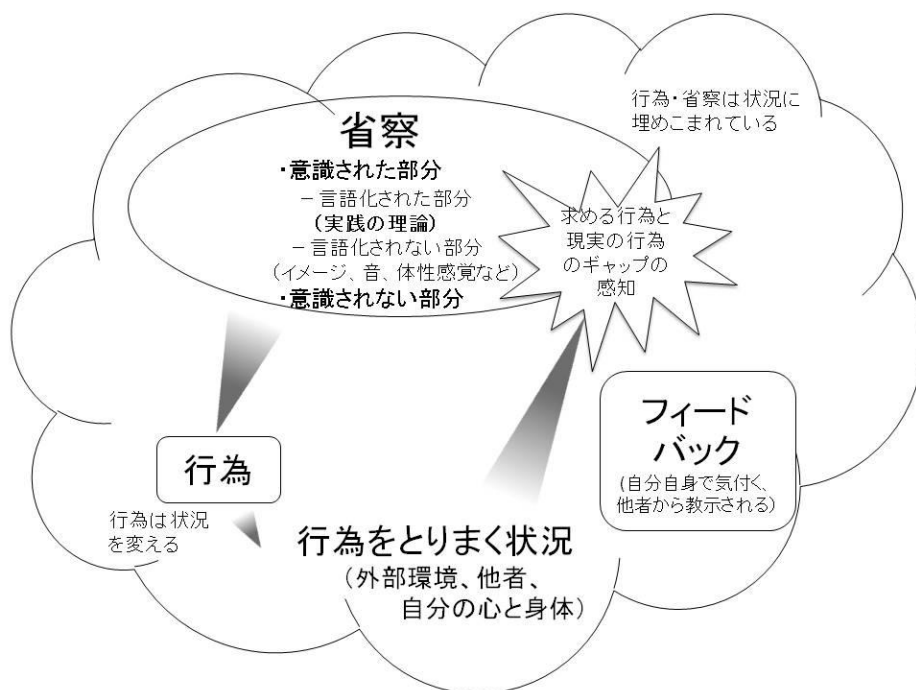 行為・省察は状況に
埋めこまれている
省察
・意識された部分
－言語化された部分
(実践の理論)
－言語化されない部分
(イメージ、音、体性感覚など)
・意識されない部分
求める行為と
現実の行為
のギャップの
感知
フィード
バック
(自分自身で気付く、
他者から教示される)
行為
行為は状況
を変える
行為をとりまく状況
(外部環境、他者、
自分の心と身体)